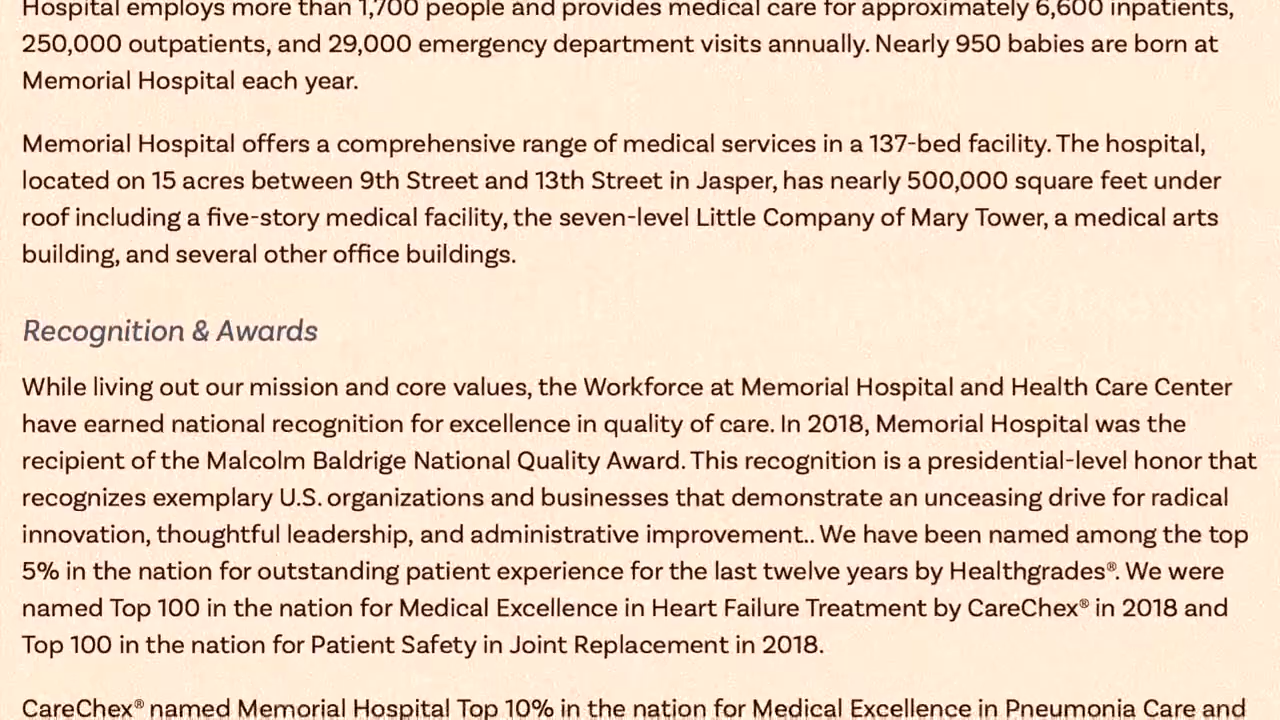 Hospital employs more than 1,700 people and provides medical care for approximately 6,600 inpatients,
250,000 outpatients, and 29,000 emergency department visits annually. Nearly 950 babies are born at
Memorial Hospital each year.
Memorial Hospital offers a comprehensive range of medical services in a 137-bed facility. The hospital,
located on 15 acres between 9th Street and 13th Street in Jasper, has nearly 500,000 square feet under
roof including a five-story medical facility, the seven-level Little Company of Mary Tower, a medical arts
building, and several other office buildings.
Recognition & Awards
While living out our mission and core values, the Workforce at Memorial Hospital and Health Care Center
have earned national recognition for excellence in quality of care. In 2018, Memorial Hospital was the
recipient of the Malcolm Baldrige National Quality Award. This recognition is a presidential-level honor that
recognizes exemplary U.S. organizations and businesses that demonstrate an unceasing drive for radical
innovation, thoughtful leadership, and administrative improvement.. We have been named among the top
5% in the nation for outstanding patient experience for the last twelve years by Healthgrades®. We were
named Top 100 in the nation for Medical Excellence in Heart Failure Treatment by CareChex® in 2018 and
Top 100 in the nation for Patient Safety in Joint Replacement in 2018.
CareChex® named Memorial Hospital Top 10% in the nation for Medical Excellence in Pneumonia Care and